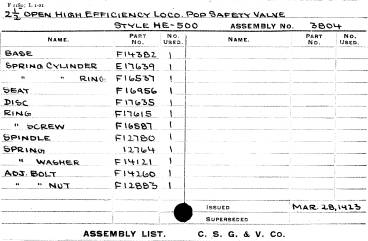 2 1/2 OPEN HIGH EFFICIENCY LOCO. POP SAFETY VALVE
STYLE HE-500 ASSEMBLY NO. 3804
NAME. PART NO. NO. USED. NAME. PART NO. NO. USED.
BASE F14382 1
SPRING CYLINDER E17639 1
" " RING F16537 1
SEAT F16956 1
DISC F17635 1
RING F17615 1
" SCREW F16887 1
SPINDLE F12780 1
SPRING 12764 1
" WASHER F14121 1
ADJ. BOLT F14260 1
" " NUT F12883 1
ISSUED MAR. 28, 1923
SUPERSEDED
ASSEMBLY LIST. C. S. G. & V. CO.